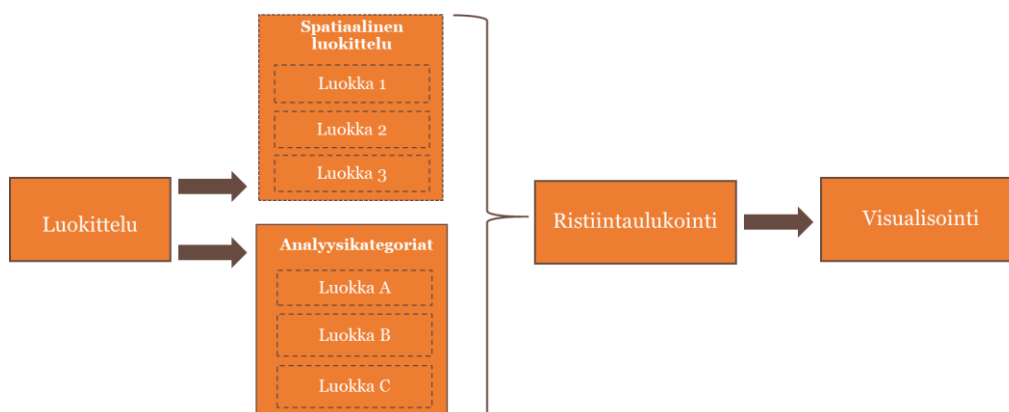 Luokittelu
Spatiaalinen
luokittelu
Luokka 1
Luokka 2
Luokka 3
Analyysikategoriat
Luokka A
Luokka B
Luokka C
Ristiintaulukointi
Visualisointi